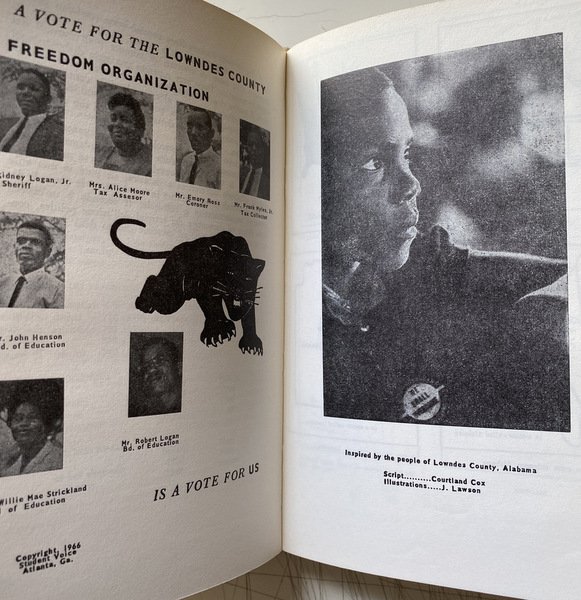 A VOTE FOR THE LOWNDES COUNTY
FREEDOM ORGANIZATION
idney Logan, Jr.
Sheriff
Mrs. Alice Moore
Tax Assesor
Mr. Emory Ross
Coroner
Mr. Frank Myles, Jr.
Tax Collector
r. John Henson
d. of Education
Mr. Robert Logan
Bd. of Education
Willie Mae Strickland
of Education
IS A VOTE FOR US
Copyright, 1966
Student Voice
Atlanta, Ga.
Inspired by the people of Lowndes County, Alabama
Script..........Courtland Cox
Illustrations.....J. Lawson